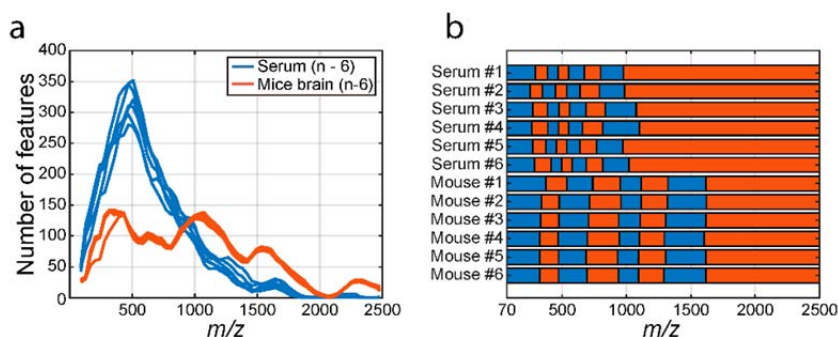 a
400
350
300
250
200
150
100
50
0
Number of features
500
1000
1500
2000
2500
m/z
Serum (n - 6)
Mice brain (n-6)
b
Serum #1
Serum #2
Serum #3
Serum #4
Serum #5
Serum #6
Mouse #1
Mouse #2
Mouse #3
Mouse #4
Mouse #5
Mouse #6
70
500
1000
1500
2000
2500
m/z